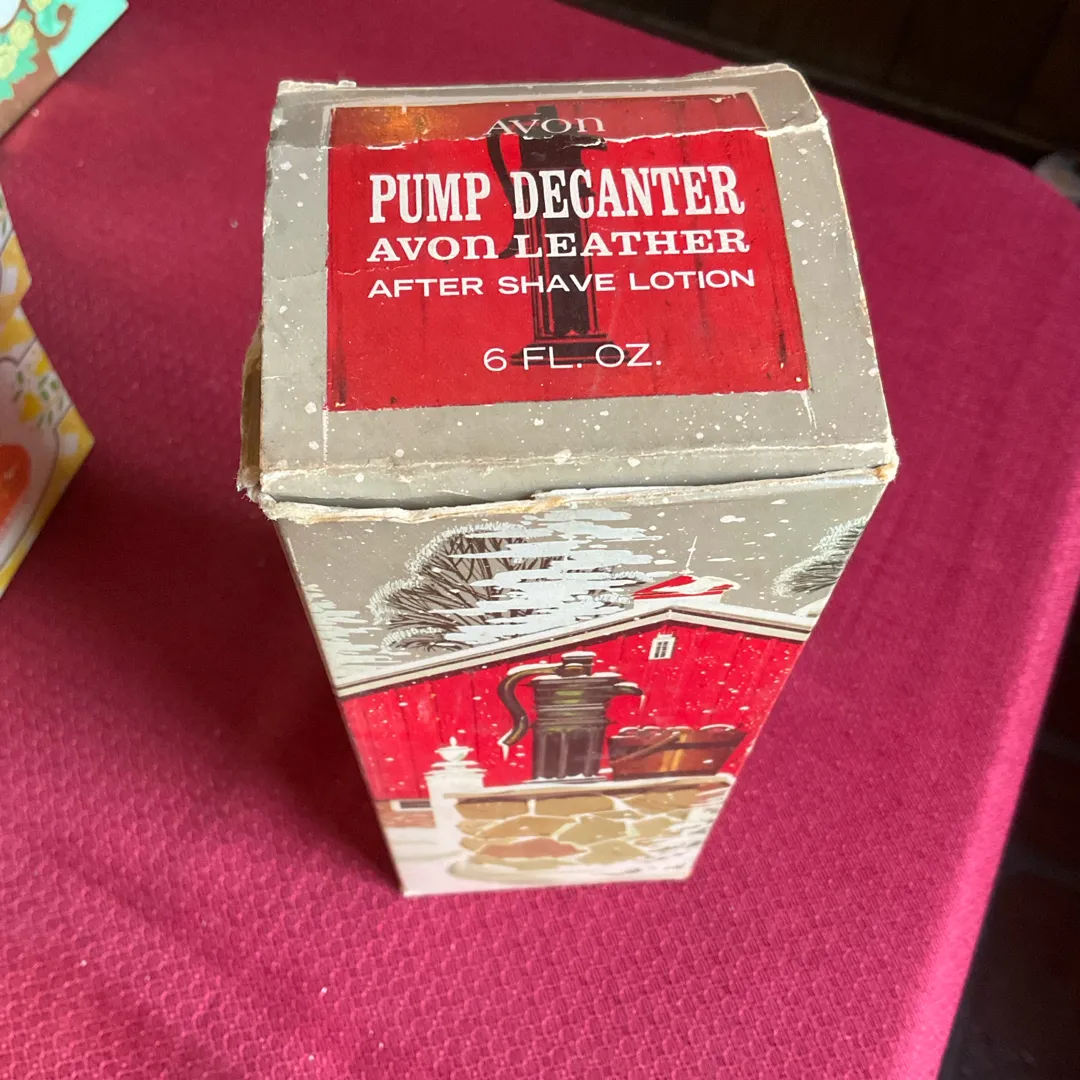 AVON
PUMP DECANTER
AVON LEATHER
AFTER SHAVE LOTION
6 FL. OZ.